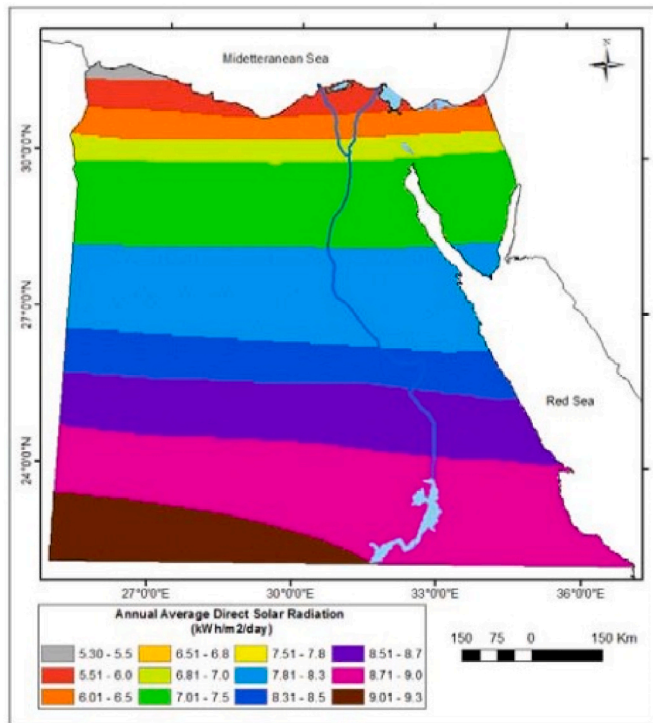 Midetteranean Sea
N
30°0'0"N
27°0'0"N
Red Sea
24°0'0"N
27°0'0"E 30°0'0"E 33°0'0"E 36°0'0"E
Annual Average Direct Solar Radiation
(kWh/m2/day)
5.30 - 5.5 6.51 - 6.8 7.51 - 7.8 8.51 - 8.7
5.51 - 6.0 6.81 - 7.0 7.81 - 8.3 8.71 - 9.0
6.01 - 6.5 7.01 - 7.5 8.31 - 8.5 9.01 - 9.3
150 75 0 150 Km